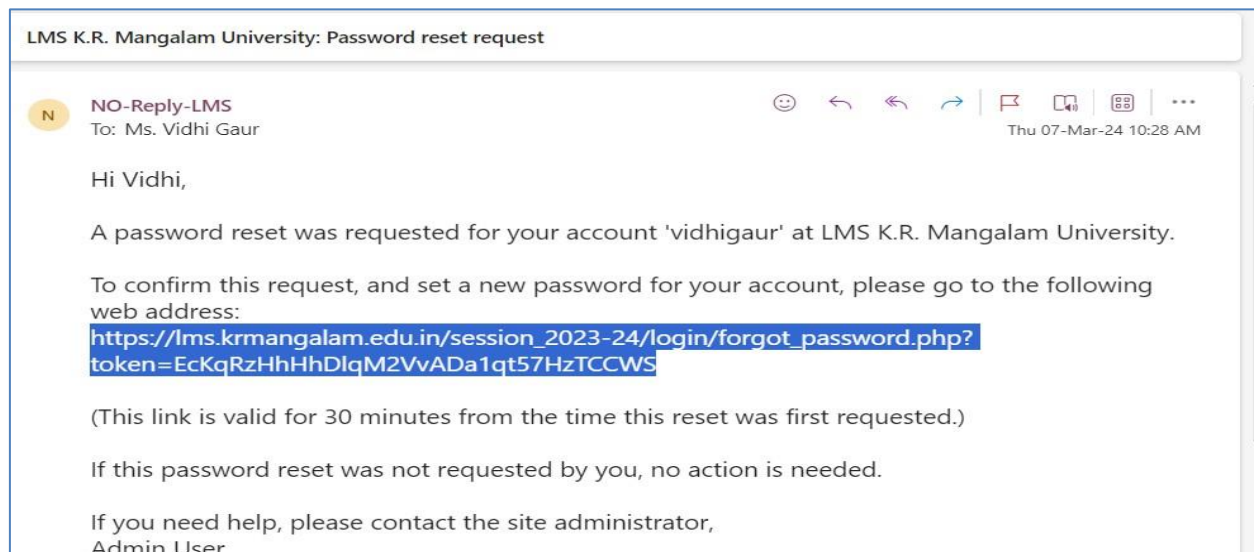 LMS K.R. Mangalam University: Password reset request
N
NO-Reply-LMS
To: Ms. Vidhi Gaur
Thu 07-Mar-24 10:28 AM
Hi Vidhi,
A password reset was requested for your account 'vidhigaur' at LMS K.R. Mangalam University.
To confirm this request, and set a new password for your account, please go to the following
web address:
https://lms.krmangalam.edu.in/session_2023-24/login/forgot_password.php?
token=EcKqRzHhHhDlqM2VvADa1qt57HzTCCWS
(This link is valid for 30 minutes from the time this reset was first requested.)
If this password reset was not requested by you, no action is needed.
If you need help, please contact the site administrator,
Admin User